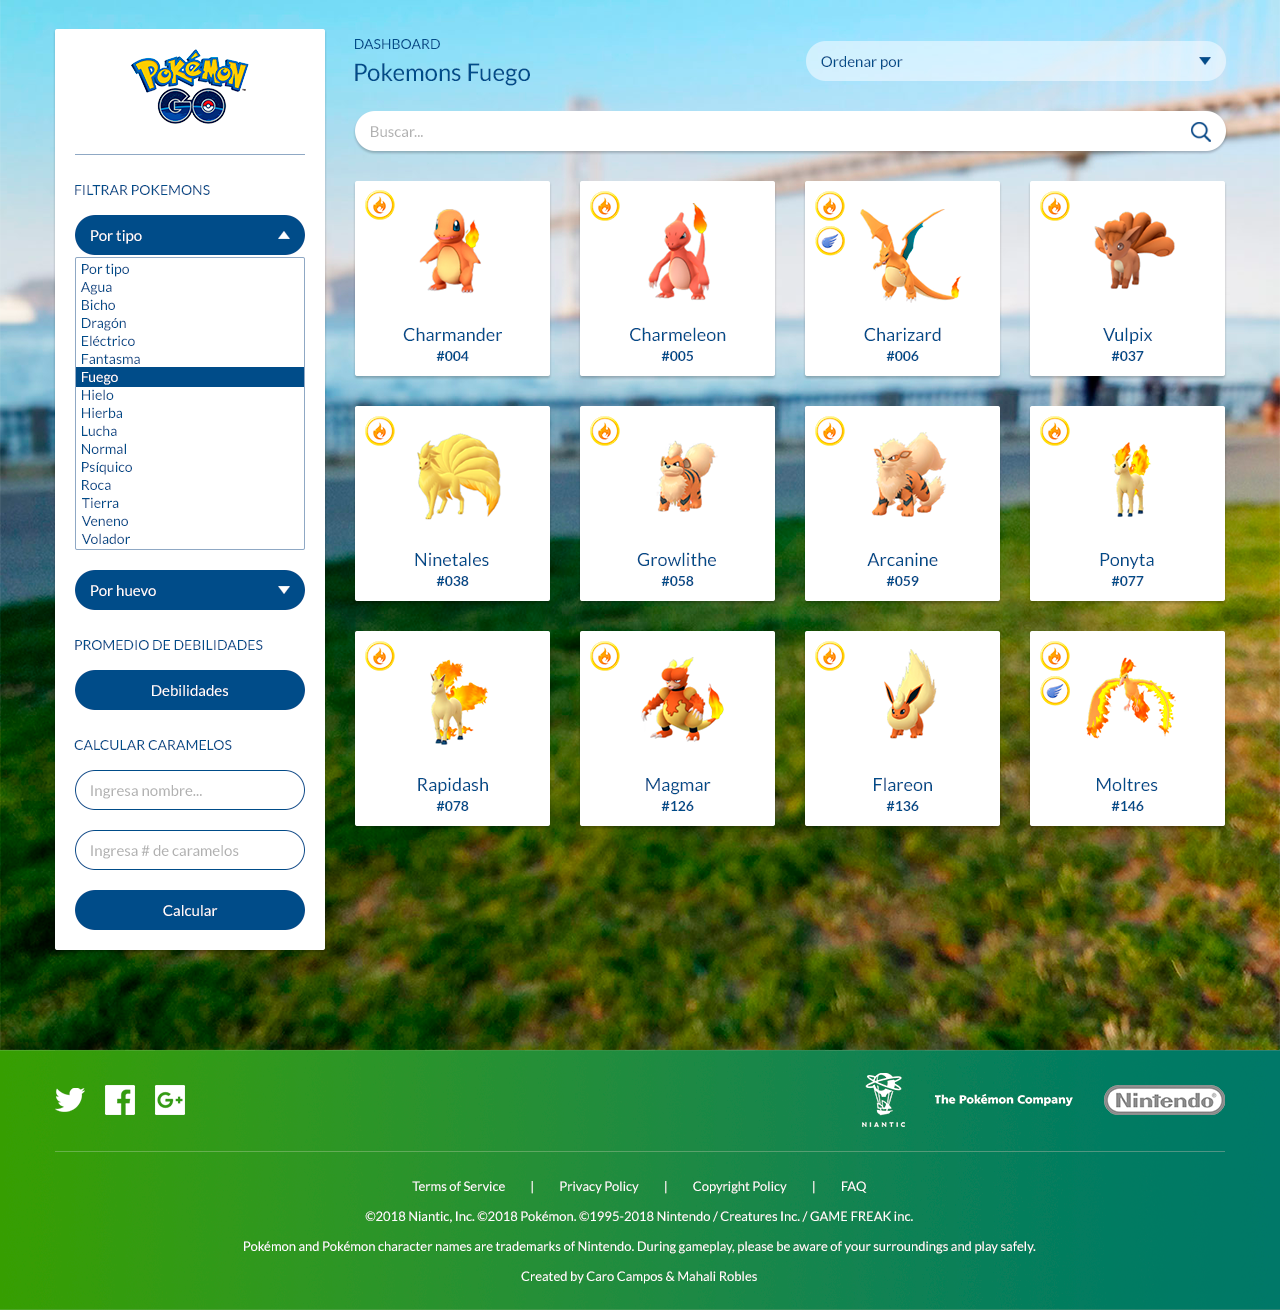 Pokémon
GO
FILTRAR POKEMONS
Por tipo
Por tipo
Agua
Bicho
Dragón
Eléctrico
Fantasma
Fuego
Hielo
Hierba
Lucha
Normal
Psíquico
Roca
Tierra
Veneno
Volador
Por huevo
PROMEDIO DE DEBILIDADES
Debilidades
CALCULAR CARAMELOS
Ingresa nombre...
Ingresa # de caramelos
Calcular
DASHBOARD
Pokemons Fuego
Ordenar por
Buscar...
Charmander
#004
Charmeleon
#005
Charizard
#006
Vulpix
#037
Ninetales
#038
Growlithe
#058
Arcanine
#059
Ponyta
#077
Rapidash
#078
Magmar
#126
Flareon
#136
Moltres
#146
G+
NIANTIC
The Pokémon Company
Nintendo®
Terms of Service | Privacy Policy | Copyright Policy | FAQ
©2018 Niantic, Inc. ©2018 Pokémon. ©1995-2018 Nintendo / Creatures Inc. / GAME FREAK inc.
Pokémon and Pokémon character names are trademarks of Nintendo. During gameplay, please be aware of your surroundings and play safely.
Created by Caro Campos & Mahali Robles